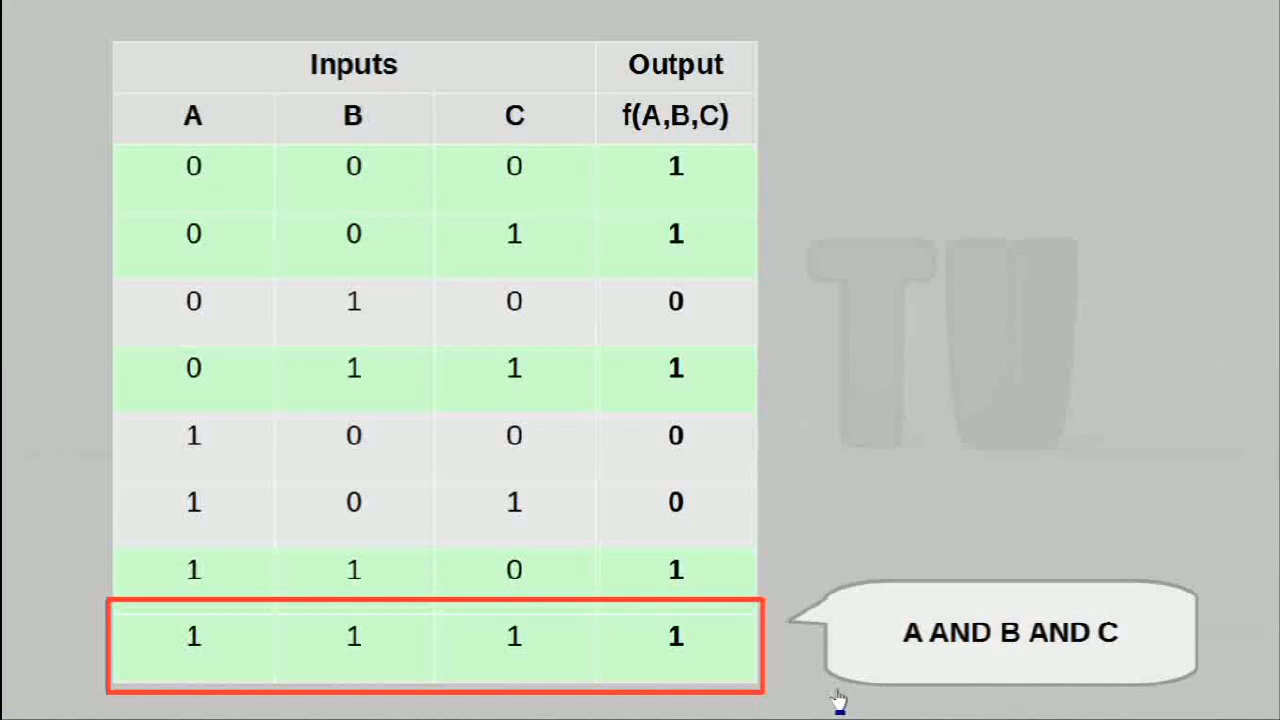 Inputs Output
A B C f(A,B,C)
0 0 0 1
0 0 1 1
0 1 0 0
0 1 1 1
1 0 0 0
1 0 1 0
1 1 0 1
1 1 1 1
A AND B AND C
TU